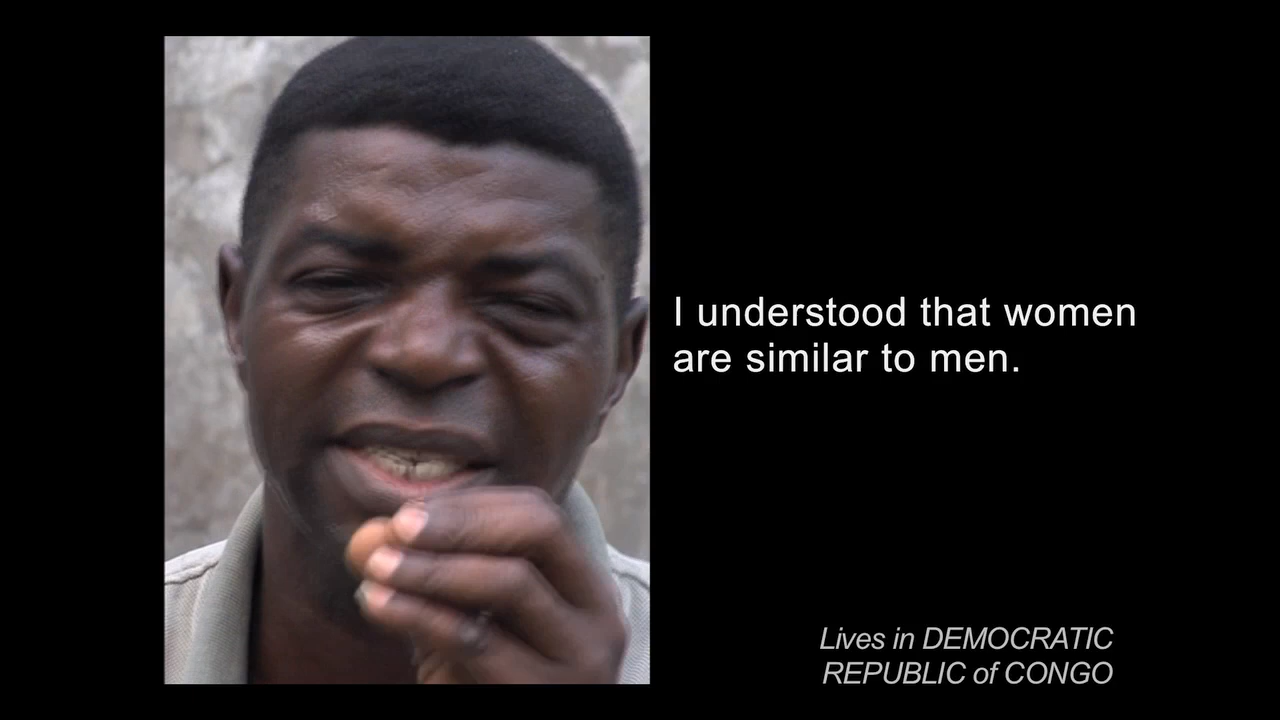 I understood that women
are similar to men.
Lives in DEMOCRATIC
REPUBLIC of CONGO